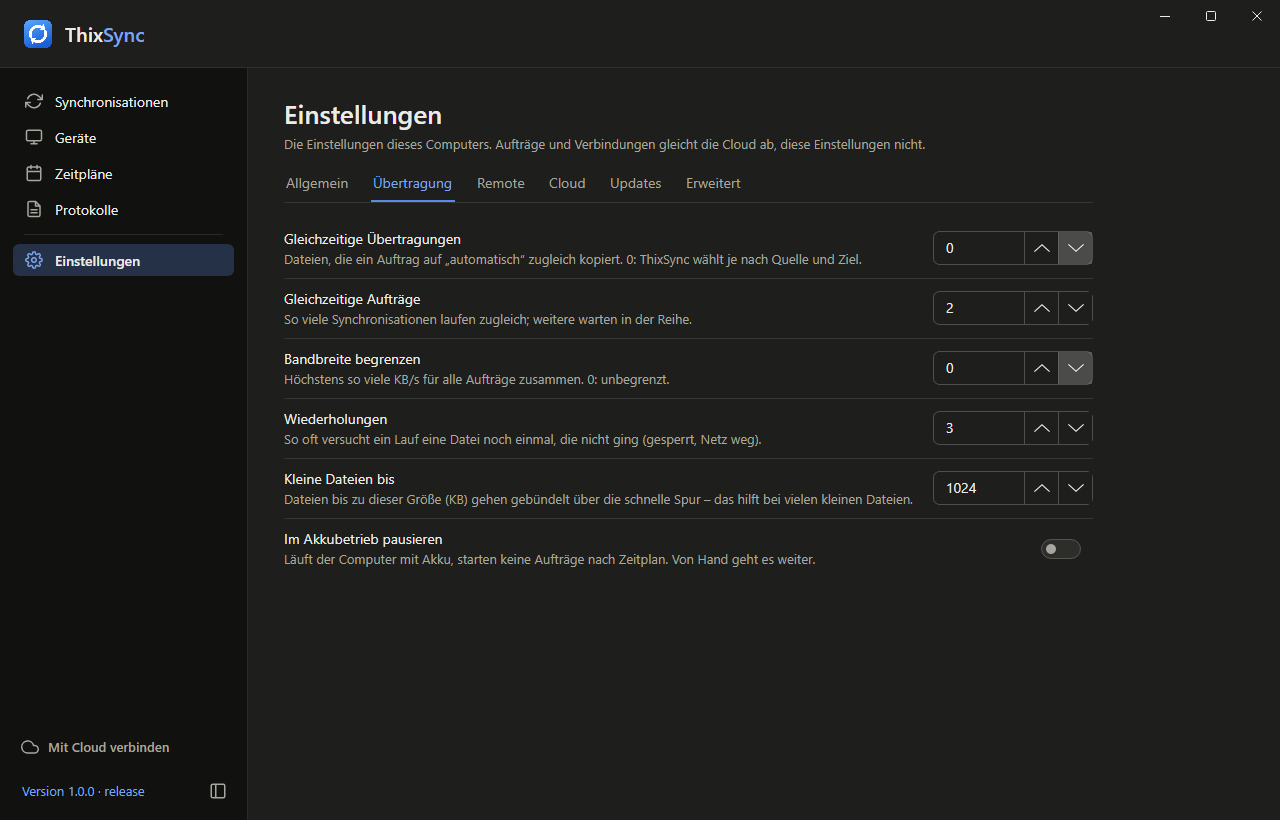 ThixSync
Synchronisationen
Geräte
Zeitpläne
Protokolle
Einstellungen
Mit Cloud verbinden
Version 1.0.0 · release
Einstellungen
Die Einstellungen dieses Computers. Aufträge und Verbindungen gleicht die Cloud ab, diese Einstellungen nicht.
Allgemein Übertragung Remote Cloud Updates Erweitert
Gleichzeitige Übertragungen
Dateien, die ein Auftrag auf „automatisch“ zugleich kopiert. 0: ThixSync wählt je nach Quelle und Ziel.
0
Gleichzeitige Aufträge
So viele Synchronisationen laufen zugleich; weitere warten in der Reihe.
2
Bandbreite begrenzen
Höchstens so viele KB/s für alle Aufträge zusammen. 0: unbegrenzt.
0
Wiederholungen
So oft versucht ein Lauf eine Datei noch einmal, die nicht ging (gesperrt, Netz weg).
3
Kleine Dateien bis
Dateien bis zu dieser Größe (KB) gehen gebündelt über die schnelle Spur – das hilft bei vielen kleinen Dateien.
1024
Im Akkubetrieb pausieren
Läuft der Computer mit Akku, starten keine Aufträge nach Zeitplan. Von Hand geht es weiter.